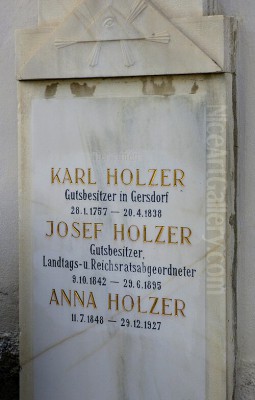 KARL HOLZER
Gutsbesitzer in Gersdorf
28.1.1757 – 20.4.1838
JOSEF HOLZER
Gutsbesitzer,
Landtags-u.Reichsratsabgeordneter
9.10.1842 – 29.6.1895
ANNA HOLZER
11.7.1848 – 29.12.1927
NiceArtGallery.com